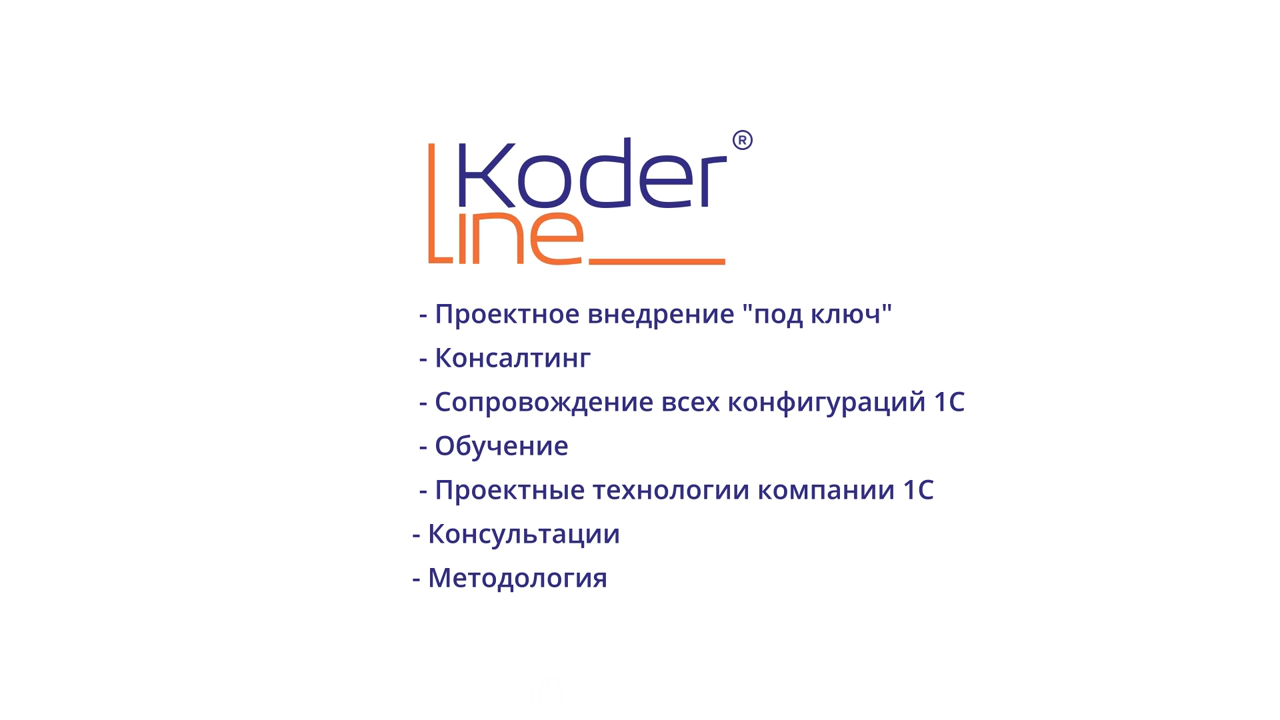 Koder®
Line
- Проектное внедрение "под ключ"
- Консалтинг
- Сопровождение всех конфигураций 1С
- Обучение
- Проектные технологии компании 1С
- Консультации
- Методология